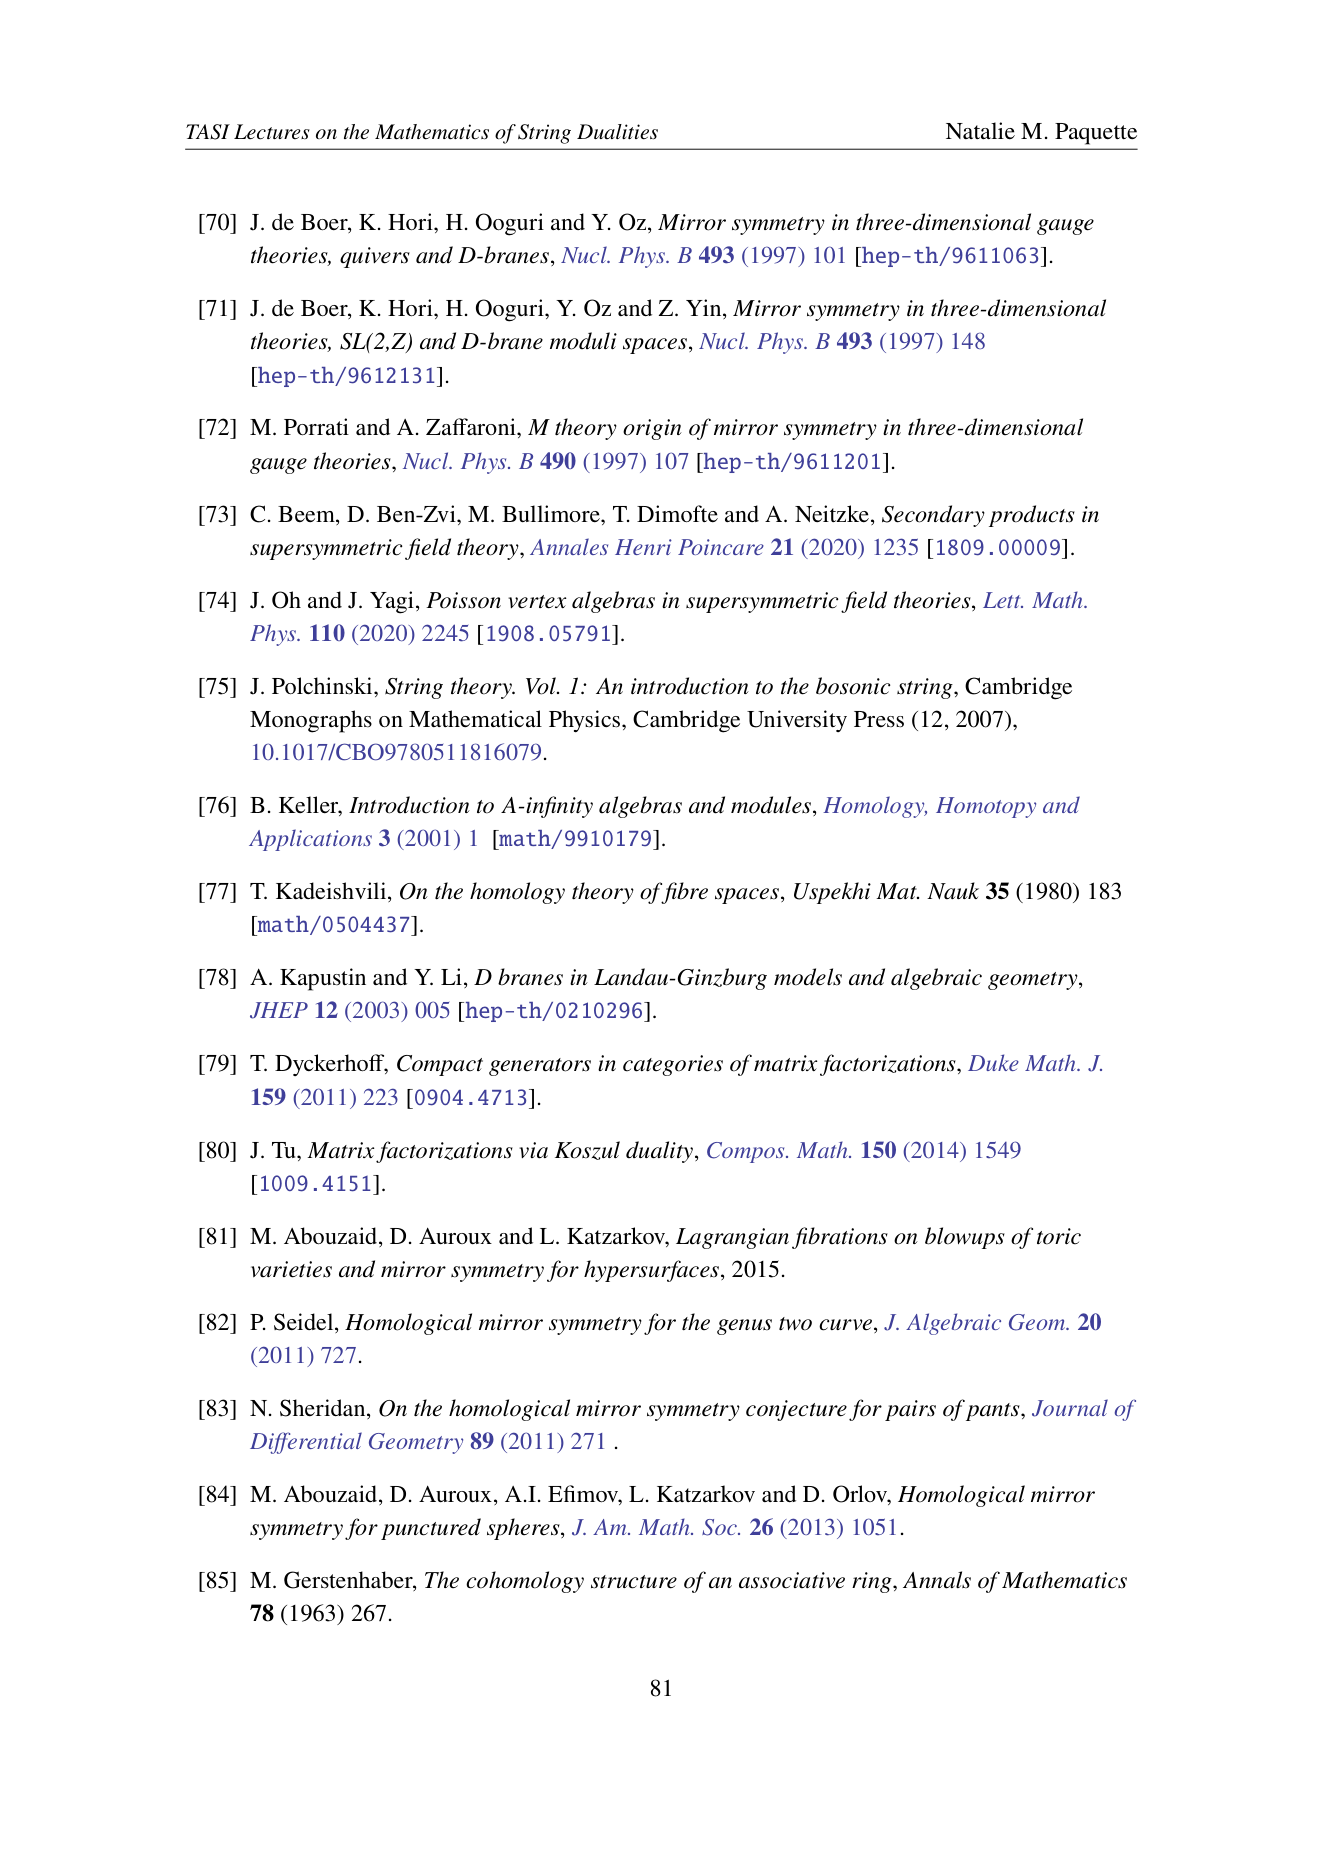 TASI Lectures on the Mathematics of String Dualities Natalie M. Paquette
[70] J. de Boer, K. Hori, H. Ooguri and Y. Oz, Mirror symmetry in three-dimensional gauge
theories, quivers and D-branes, Nucl. Phys. B 493 (1997) 101 [hep-th/9611063].
[71] J. de Boer, K. Hori, H. Ooguri, Y. Oz and Z. Yin, Mirror symmetry in three-dimensional
theories, SL(2,Z) and D-brane moduli spaces, Nucl. Phys. B 493 (1997) 148
[hep-th/9612131].
[72] M. Porrati and A. Zaffaroni, M theory origin of mirror symmetry in three-dimensional
gauge theories, Nucl. Phys. B 490 (1997) 107 [hep-th/9611201].
[73] C. Beem, D. Ben-Zvi, M. Bullimore, T. Dimofte and A. Neitzke, Secondary products in
supersymmetric field theory, Annales Henri Poincare 21 (2020) 1235 [1809.00009].
[74] J. Oh and J. Yagi, Poisson vertex algebras in supersymmetric field theories, Lett. Math.
Phys. 110 (2020) 2245 [1908.05791].
[75] J. Polchinski, String theory. Vol. 1: An introduction to the bosonic string, Cambridge
Monographs on Mathematical Physics, Cambridge University Press (12, 2007),
10.1017/CBO9780511816079.
[76] B. Keller, Introduction to A-infinity algebras and modules, Homology, Homotopy and
Applications 3 (2001) 1 [math/9910179].
[77] T. Kadeishvili, On the homology theory of fibre spaces, Uspekhi Mat. Nauk 35 (1980) 183
[math/0504437].
[78] A. Kapustin and Y. Li, D branes in Landau-Ginzburg models and algebraic geometry,
JHEP 12 (2003) 005 [hep-th/0210296].
[79] T. Dyckerhoff, Compact generators in categories of matrix factorizations, Duke Math. J.
159 (2011) 223 [0904.4713].
[80] J. Tu, Matrix factorizations via Koszul duality, Compos. Math. 150 (2014) 1549
[1009.4151].
[81] M. Abouzaid, D. Auroux and L. Katzarkov, Lagrangian fibrations on blowups of toric
varieties and mirror symmetry for hypersurfaces, 2015.
[82] P. Seidel, Homological mirror symmetry for the genus two curve, J. Algebraic Geom. 20
(2011) 727.
[83] N. Sheridan, On the homological mirror symmetry conjecture for pairs of pants, Journal of
Differential Geometry 89 (2011) 271 .
[84] M. Abouzaid, D. Auroux, A.I. Efimov, L. Katzarkov and D. Orlov, Homological mirror
symmetry for punctured spheres, J. Am. Math. Soc. 26 (2013) 1051.
[85] M. Gerstenhaber, The cohomology structure of an associative ring, Annals of Mathematics
78 (1963) 267.
81